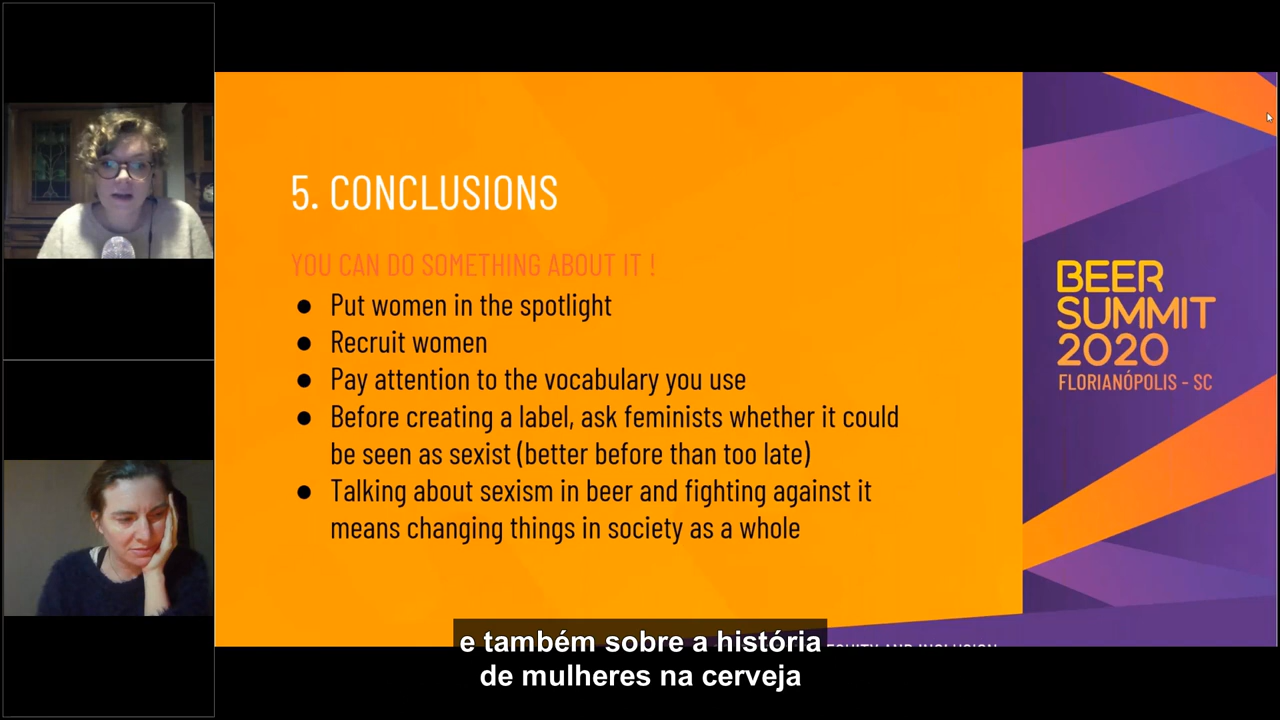 5. CONCLUSIONS
YOU CAN DO SOMETHING ABOUT IT !
● Put women in the spotlight
● Recruit women
● Pay attention to the vocabulary you use
● Before creating a label, ask feminists whether it could
be seen as sexist (better before than too late)
● Talking about sexism in beer and fighting against it
means changing things in society as a whole
BEER
SUMMIT
2020
FLORIANÓPOLIS - SC
EQUITY AND INCLUSION
e também sobre a história
de mulheres na cerveja